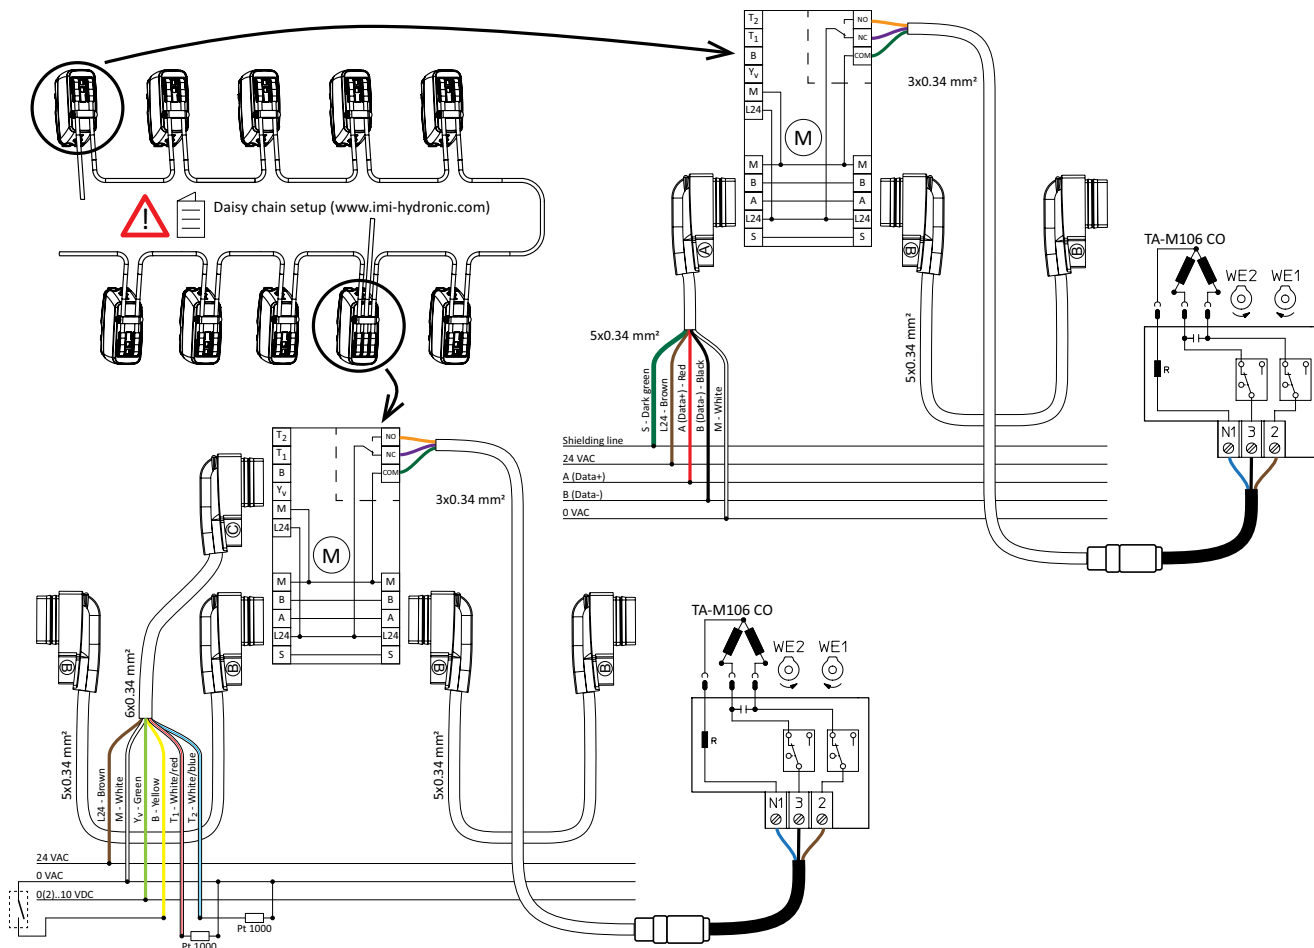 T2
T1
B
Yv
M
L24
NO
NC
COM
3x0.34 mm²
M
M
B
A
L24
S
M
B
A
L24
S
Daisy chain setup (www.imi-hydronic.com)
A
B
B
TA-M106 CO
WE2
WE1
R
N1
3
2
5x0.34 mm²
5x0.34 mm²
S - Dark green
L24 - Brown
A (Data+) - Red
B (Data-) - Black
M - White
Shielding line
24 VAC
A (Data+)
B (Data-)
0 VAC
T2
T1
B
Yv
M
L24
NO
NC
COM
3x0.34 mm²
M
M
B
A
L24
S
M
B
A
L24
S
C
B
B
B
B
TA-M106 CO
WE2
WE1
R
N1
3
2
6x0.34 mm²
5x0.34 mm²
5x0.34 mm²
L24 - Brown
M - White
Yv - Green
B - Yellow
T1 - White/red
T2 - White/blue
24 VAC
0 VAC
0(2)..10 VDC
Pt 1000
Pt 1000